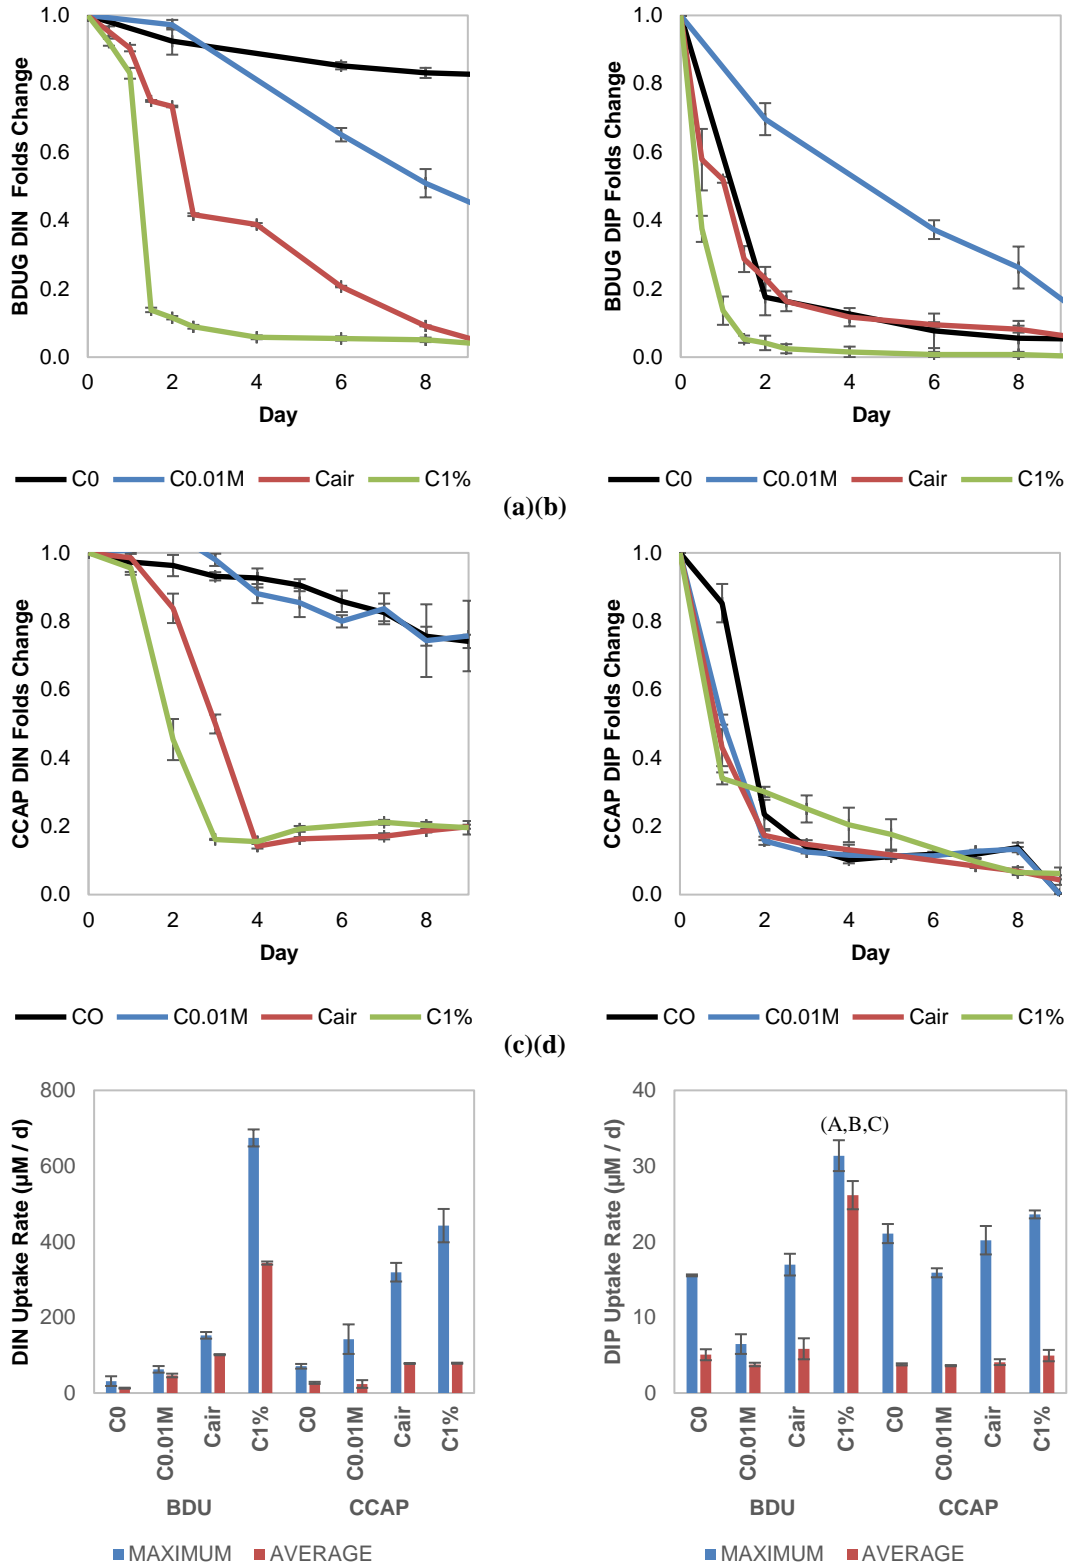 BDUG DIN Folds Change
1.0
0.8
0.6
0.4
0.2
0.0
0 2 4 6 8
Day
C0 C0.01M Cair C1%
BDUG DIP Folds Change
1.0
0.8
0.6
0.4
0.2
0.0
0 2 4 6 8
Day
C0 C0.01M Cair C1%
(a)(b)
CCAP DIN Folds Change
1.0
0.8
0.6
0.4
0.2
0.0
0 2 4 6 8
Day
CO C0.01M Cair C1%
CCAP DIP Folds Change
1.0
0.8
0.6
0.4
0.2
0.0
0 2 4 6 8
Day
CO C0.01M Cair C1%
(c)(d)
DIN Uptake Rate (µM / d)
800
600
400
200
0
C0 C0.01M Cair C1% C0 C0.01M Cair C1%
BDU CCAP
MAXIMUM AVERAGE
DIP Uptake Rate (µM / d)
40
30
20
10
0
(A,B,C)
C0 C0.01M Cair C1% C0 C0.01M Cair C1%
BDU CCAP
MAXIMUM AVERAGE